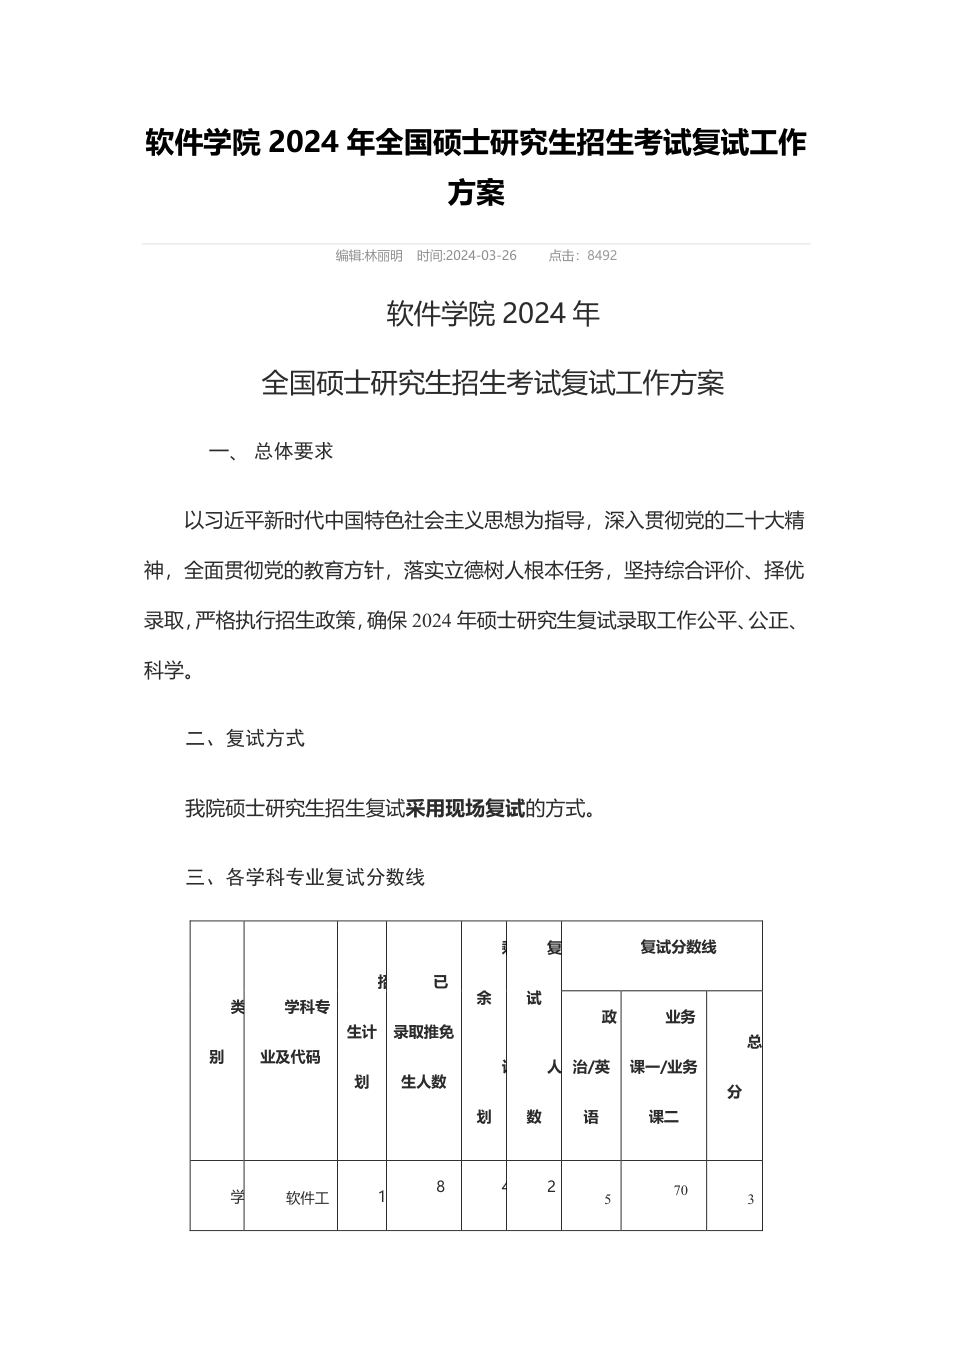 软件学院 2024 年全国硕士研究生招生考试复试工作
方案
编辑:林丽明 时间:2024-03-26 点击：8492
软件学院 2024 年
全国硕士研究生招生考试复试工作方案
一、 总体要求
以习近平新时代中国特色社会主义思想为指导，深入贯彻党的二十大精
神，全面贯彻党的教育方针，落实立德树人根本任务，坚持综合评价、择优
录取，严格执行招生政策，确保 2024 年硕士研究生复试录取工作公平、公正、
科学。
二、复试方式
我院硕士研究生招生复试采用现场复试的方式。
三、各学科专业复试分数线
类
别
学科专
业及代码
招
生计
划
已
录取推免
生人数
余
划
复
试
人
数
复试分数线
政
治/英
语
业务
课一/业务
课二
总
分
学
软件工
1
8
4
2
5
70
3